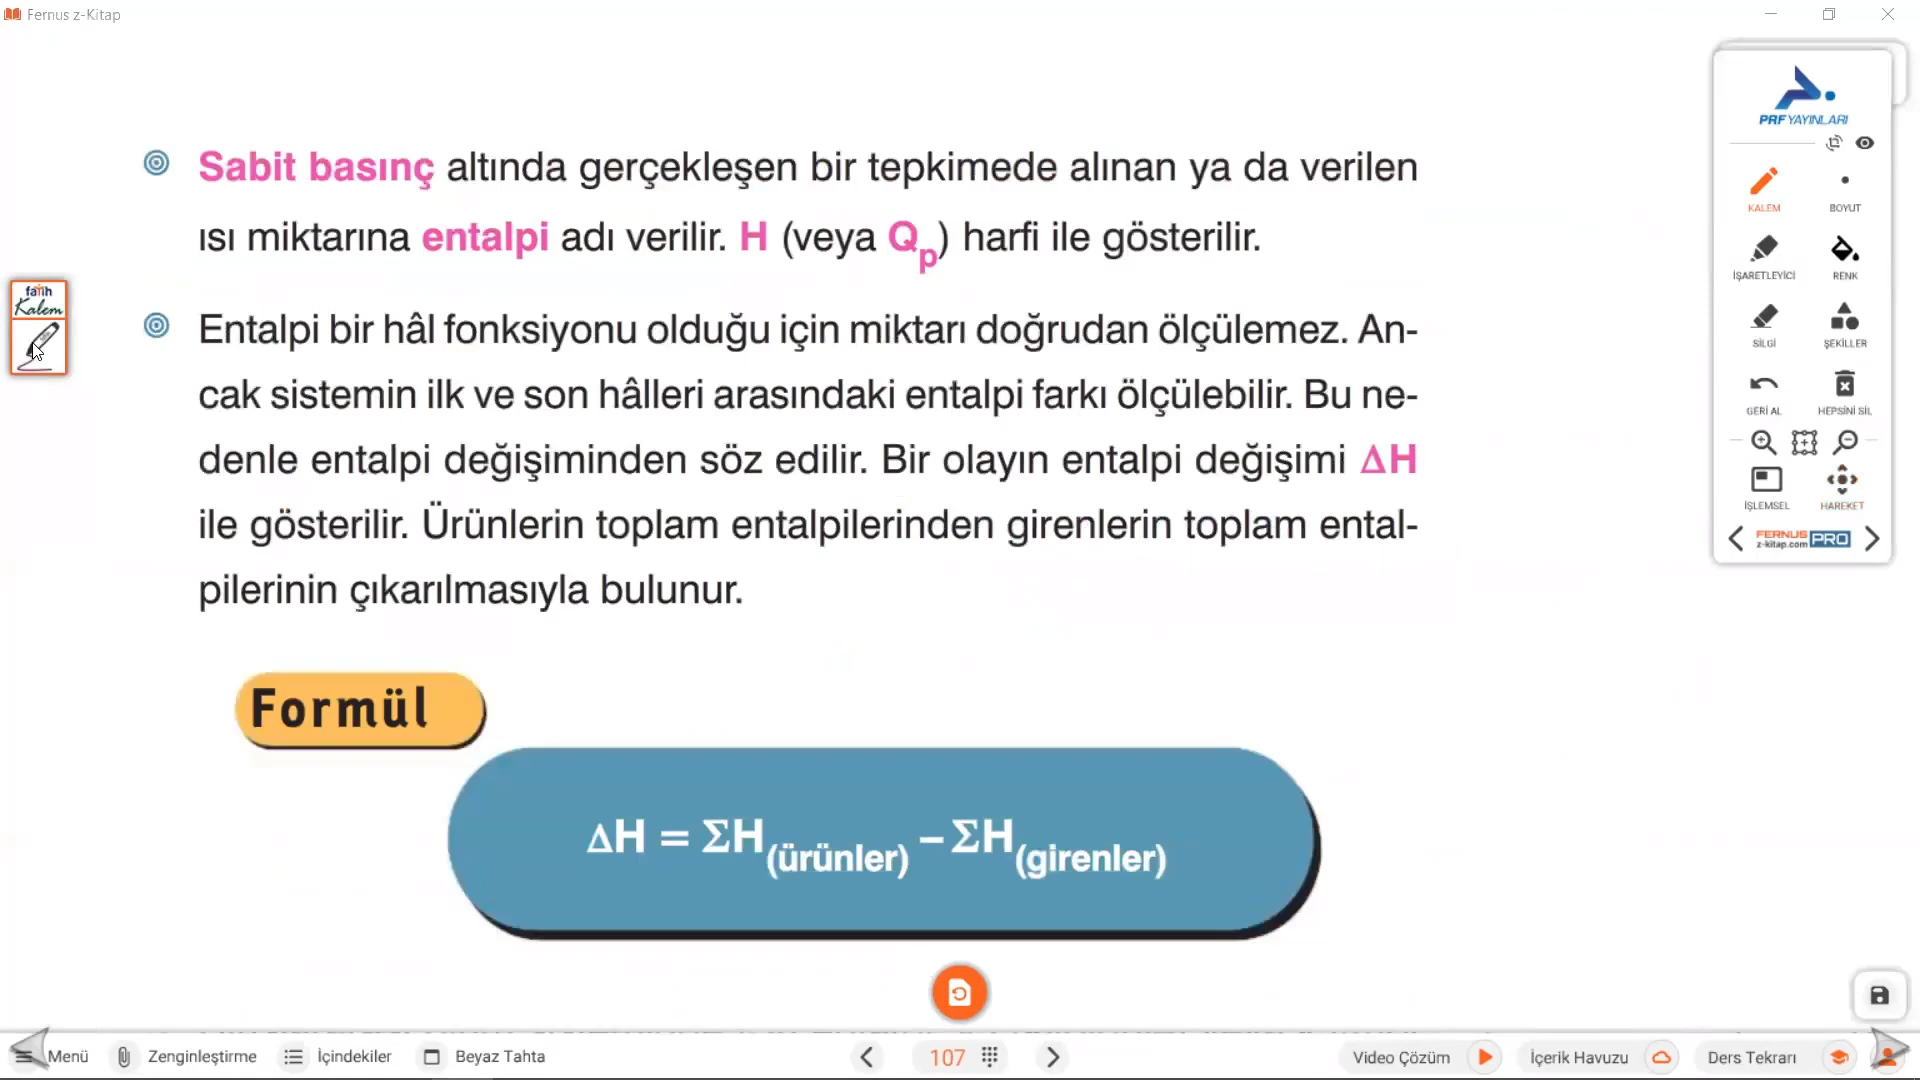 Fernus z-Kitap
PRF YAYINLARI
Sabit basınç altında gerçekleşen bir tepkimede alınan ya da verilen
ısı miktarına entalpi adı verilir. H (veya Qp) harfi ile gösterilir.
Entalpi bir hâl fonksiyonu olduğu için miktarı doğrudan ölçülemez. An-
cak sistemin ilk ve son hâlleri arasındaki entalpi farkı ölçülebilir. Bu ne-
denle entalpi değişiminden söz edilir. Bir olayın entalpi değişimi ΔH
ile gösterilir. Ürünlerin toplam entalpilerinden girenlerin toplam ental-
pilerinin çıkarılmasıyla bulunur.
Formül
ΔH = ΣH(ürünler) – ΣH(girenler)
fatih
Kalem
KALEM BOYUT
İŞARETLEYİCİ RENK
SİLGİ ŞEKİLLER
GERİ AL HEPSİNİ SİL
İŞLEMSEL HAREKET
FERNUS PRO
z-kitap.com
Menü Zenginleştirme İçindekiler Beyaz Tahta 107 Video Çözüm İçerik Havuzu Ders Tekrarı